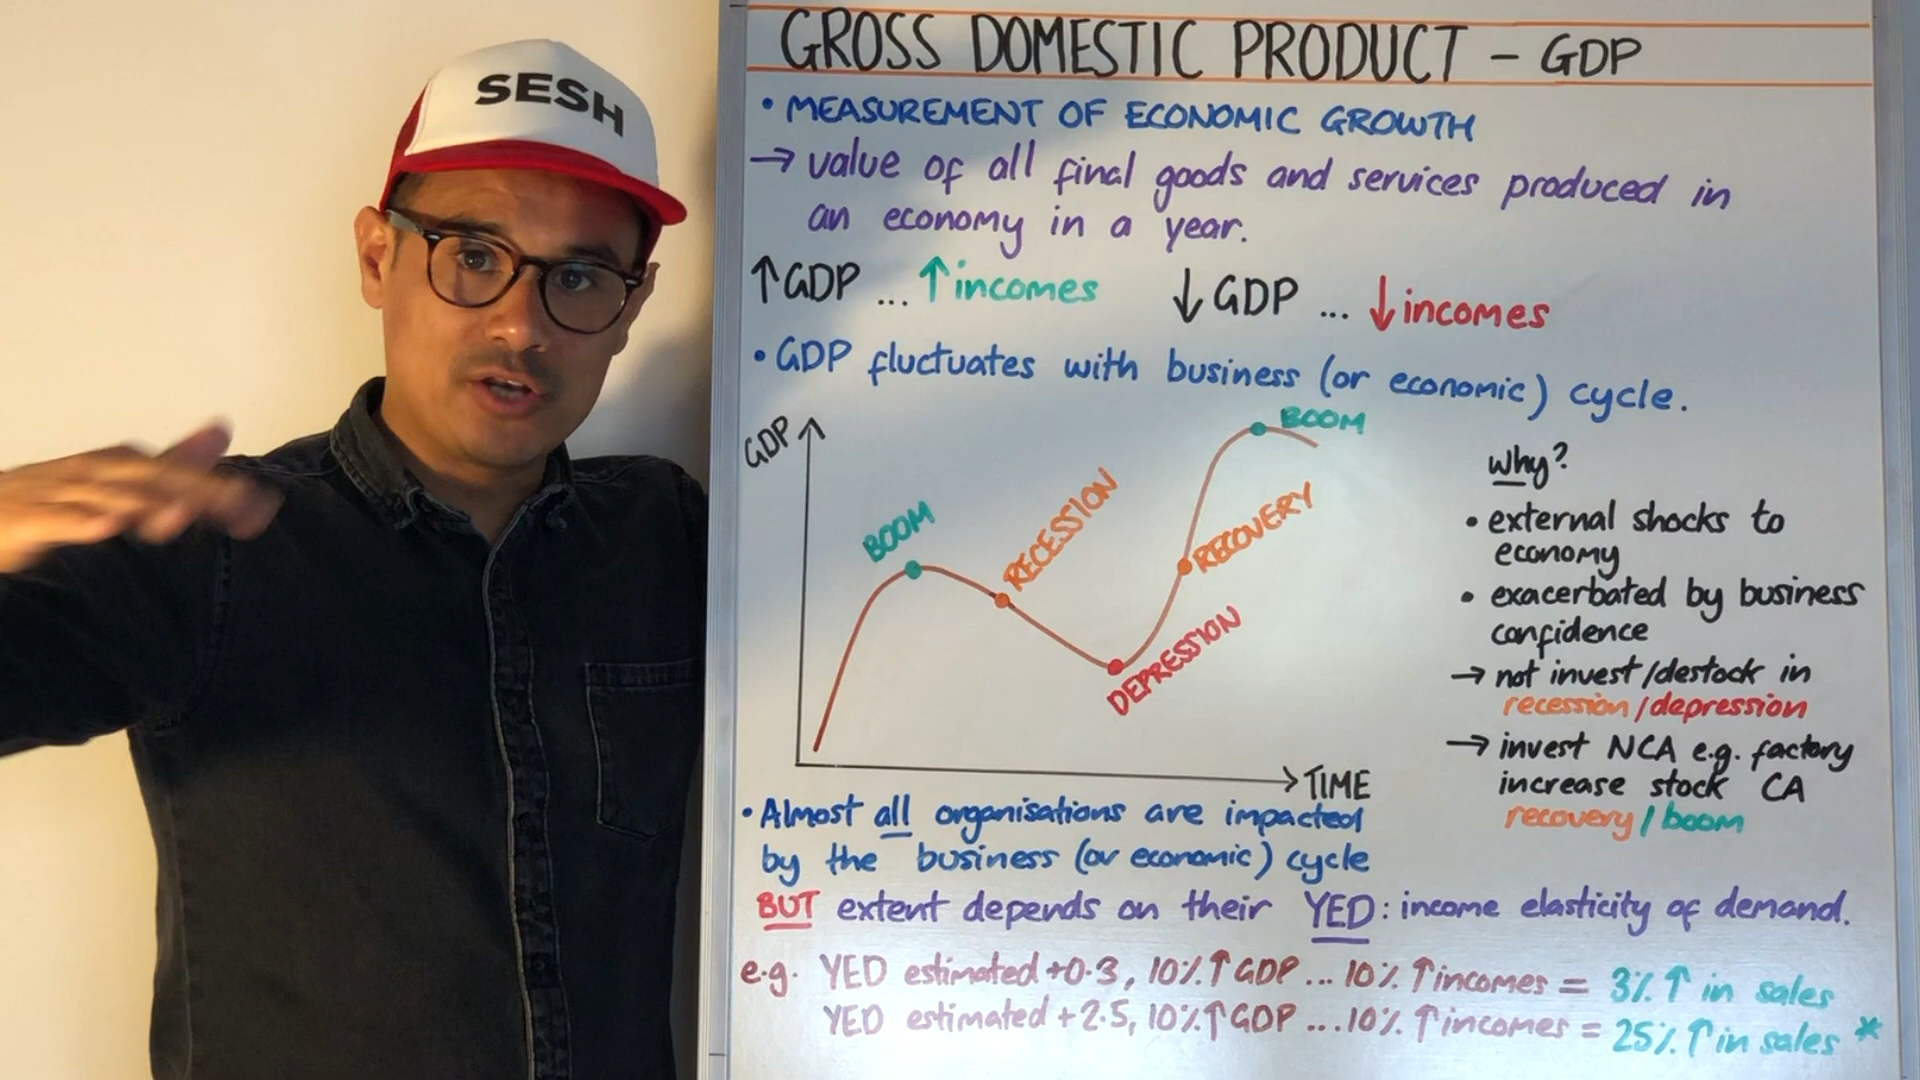 SESH
GROSS DOMESTIC PRODUCT - GDP
• MEASUREMENT OF ECONOMIC GROWTH
→ value of all final goods and services produced in
an economy in a year.
↑GDP ... ↑incomes ↓GDP ... ↓incomes
• GDP fluctuates with business (or economic) cycle.
GDP
BOOM
RECESSION
DEPRESSION
RECOVERY
BOOM
TIME
Why?
• external shocks to
economy
• exacerbated by business
confidence
→ not invest/destock in
recession/depression
→ invest NCA e.g. factory
increase stock CA
recovery/boom
• Almost all organisations are impacted
by the business (or economic) cycle
BUT extent depends on their YED: income elasticity of demand.
e.g. YED estimated +0.3, 10% ↑ GDP ... 10% ↑ incomes = 3% ↑ in sales
YED estimated +2.5, 10% ↑ GDP ... 10% ↑ incomes = 25% ↑ in sales *